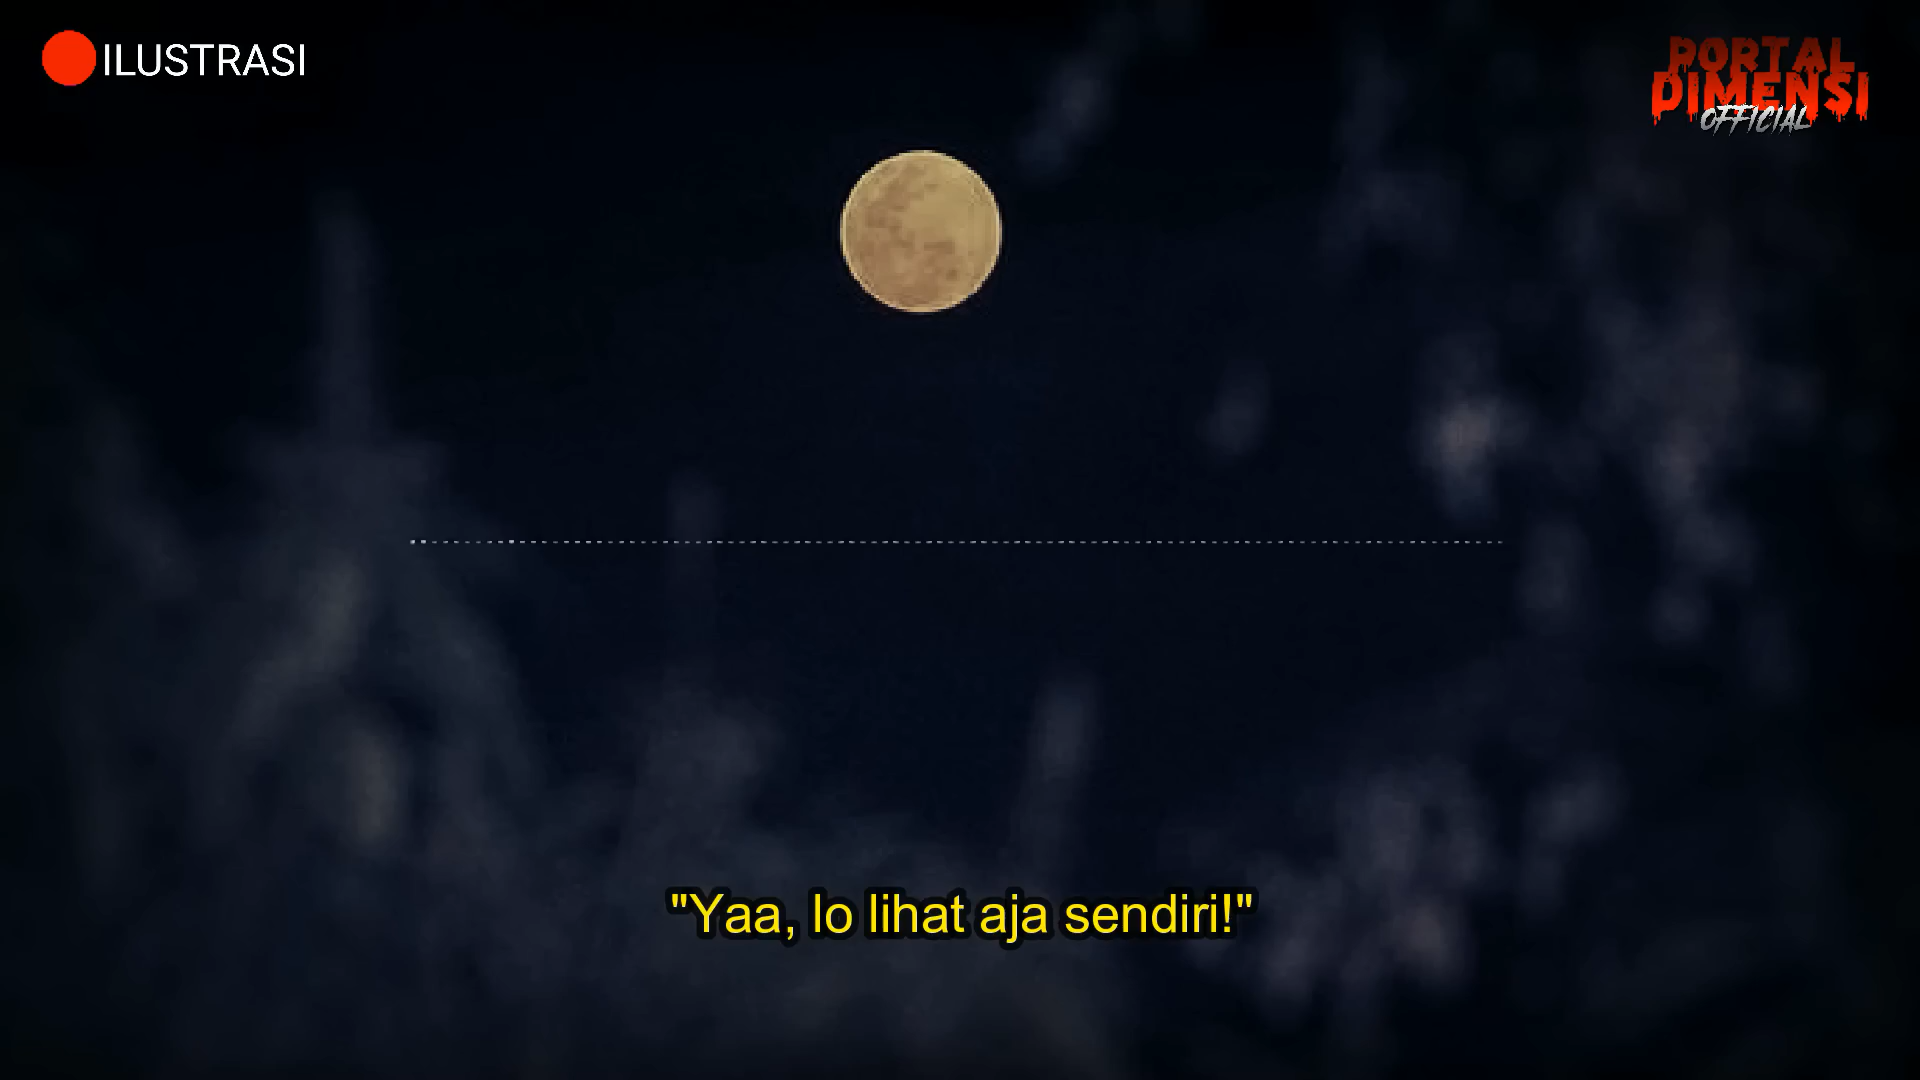 ILUSTRASI
PORTAL
DIMENSI
OFFICIAL
"Yaa, lo lihat aja sendiri!"